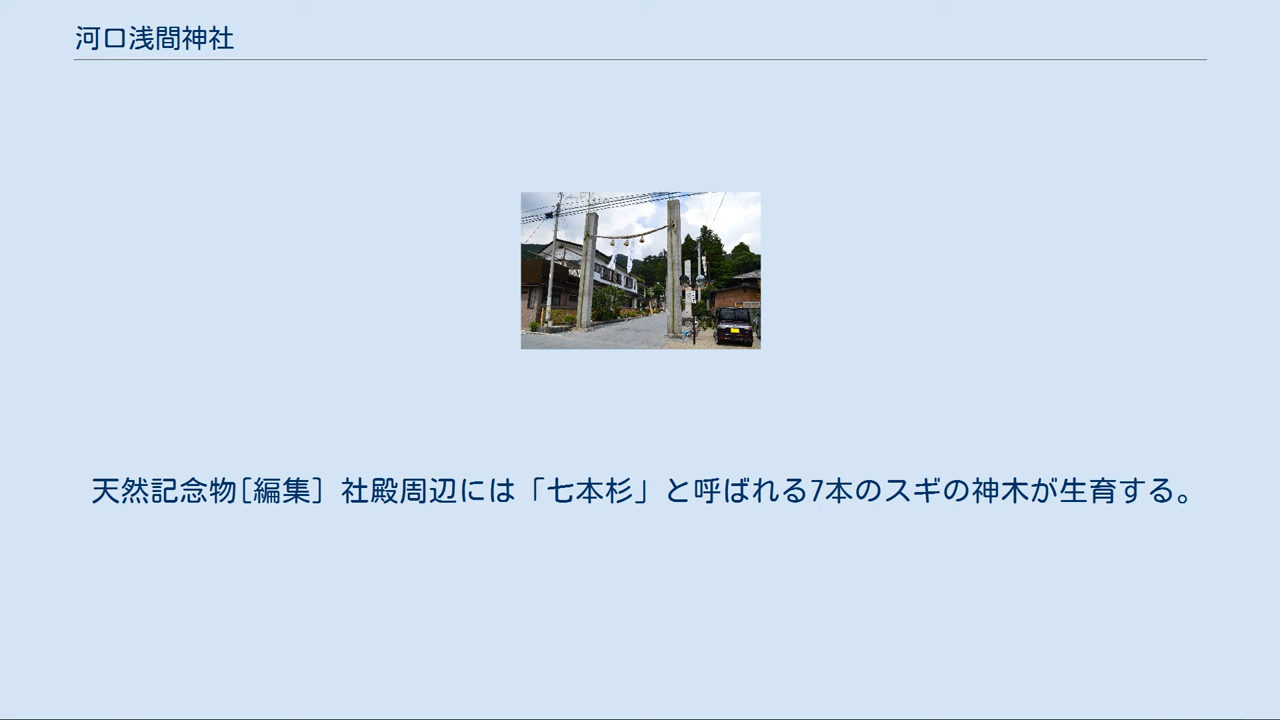 河口浅間神社
天然記念物[編集] 社殿周辺には「七本杉」と呼ばれる7本のスギの神木が生育する。